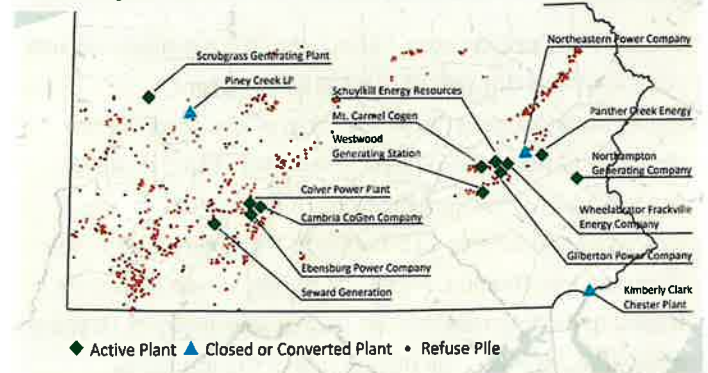 Northeastern Power Company
Scrubgrass Generating Plant
Piney Creek LP
Schuylkill Energy Resources
Mt. Carmel Cogen
Panther Creek Energy
Westwood
Generating Station
Northampton
Generating Company
Colver Power Plant
Cambria CoGen Company
Wheelabrator Frackville
Energy Company
Gilberton Power Company
Ebensburg Power Company
Seward Generation
Kimberly Clark
Chester Plant
Active Plant Closed or Converted Plant Refuse Pile